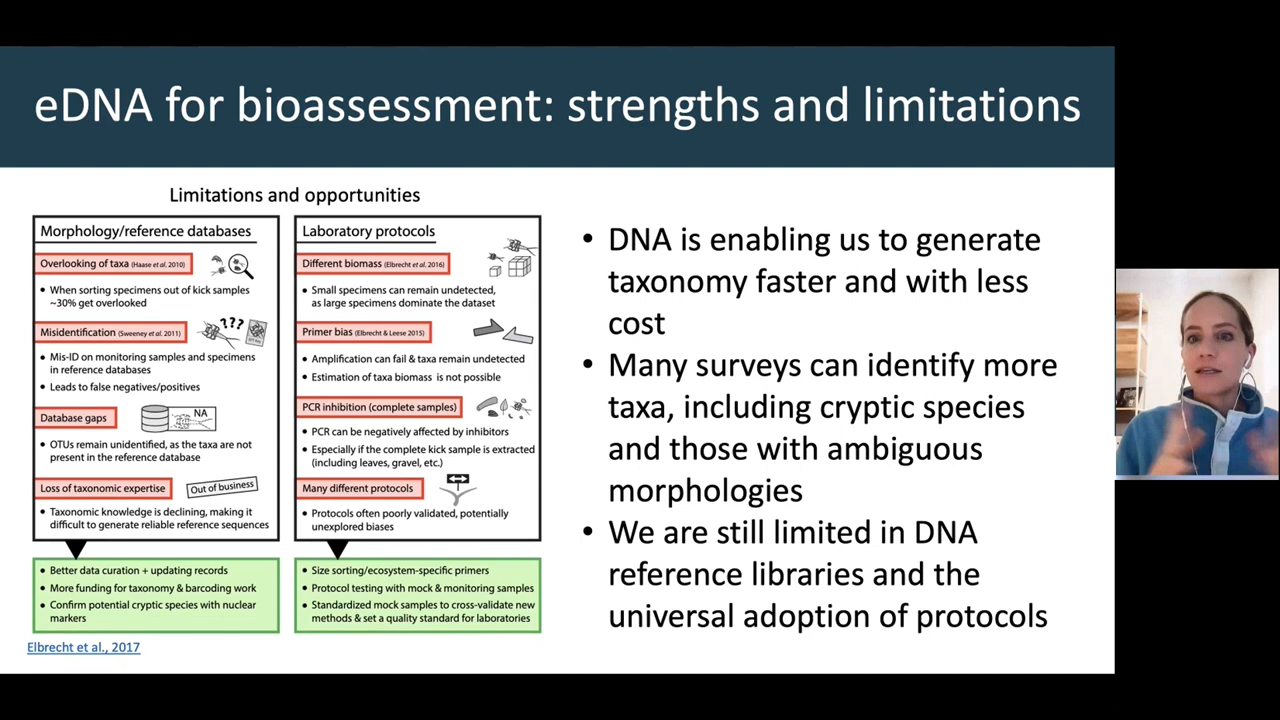 eDNA for bioassessment: strengths and limitations
Limitations and opportunities
Morphology/reference databases
Overlooking of taxa (Haase et al. 2010)
• When sorting specimens out of kick samples
~30% get overlooked
Misidentification (Sweeney et al. 2011)
???
• Mis-ID on monitoring samples and specimens
in reference databases
• Leads to false negatives/positives
Database gaps
NA
• OTUs remain unidentified, as the taxa are not
present in the reference database
Loss of taxonomic expertise
Out of business
• Taxonomic knowledge is declining, making it
difficult to generate reliable reference sequences
• Better data curation + updating records
• More funding for taxonomy & barcoding work
• Confirm potential cryptic species with nuclear
markers
Laboratory protocols
Different biomass (Elbrecht et al. 2016)
• Small specimens can remain undetected,
as large specimens dominate the dataset
Primer bias (Elbrecht & Leese 2015)
• Amplification can fail & taxa remain undetected
• Estimation of taxa biomass is not possible
PCR inhibition (complete samples)
• PCR can be negatively affected by inhibitors
• Especially if the complete kick sample is extracted
(including leaves, gravel, etc.)
Many different protocols
• Protocols often poorly validated, potentially
unexplored biases
• Size sorting/ecosystem-specific primers
• Protocol testing with mock & monitoring samples
• Standardized mock samples to cross-validate new
methods & set a quality standard for laboratories
Elbrecht et al., 2017
• DNA is enabling us to generate
taxonomy faster and with less
cost
• Many surveys can identify more
taxa, including cryptic species
and those with ambiguous
morphologies
• We are still limited in DNA
reference libraries and the
universal adoption of protocols